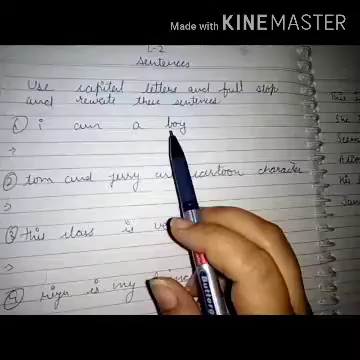 Made with KINEMASTER
L-2
Sentences
Use capital letters and full stop
and rewrite these sentences.
① i am a boy
→
② tom and jerry are cartoon character
→
③ this class is
→
④ riya is my